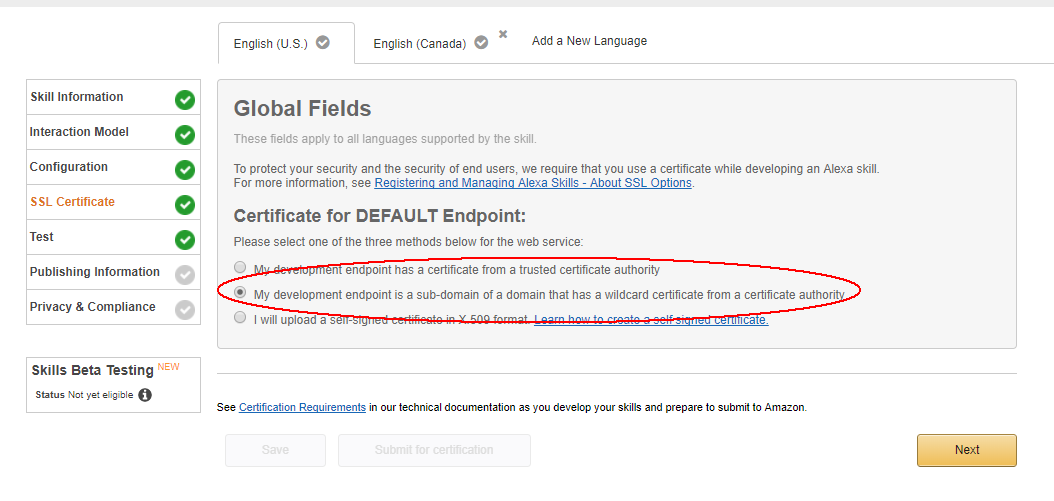 English (U.S.)
English (Canada)
Add a New Language
Skill Information
Interaction Model
Configuration
SSL Certificate
Test
Publishing Information
Privacy & Compliance
Skills Beta Testing NEW
Status Not yet eligible
Global Fields
These fields apply to all languages supported by the skill.
To protect your security and the security of end users, we require that you use a certificate while developing an Alexa skill.
For more information, see Registering and Managing Alexa Skills - About SSL Options.
Certificate for DEFAULT Endpoint:
Please select one of the three methods below for the web service:
My development endpoint has a certificate from a trusted certificate authority
My development endpoint is a sub-domain of a domain that has a wildcard certificate from a certificate authority
I will upload a self-signed certificate in X.509 format. Learn how to create a self-signed certificate.
See Certification Requirements in our technical documentation as you develop your skills and prepare to submit to Amazon.
Save
Submit for certification
Next